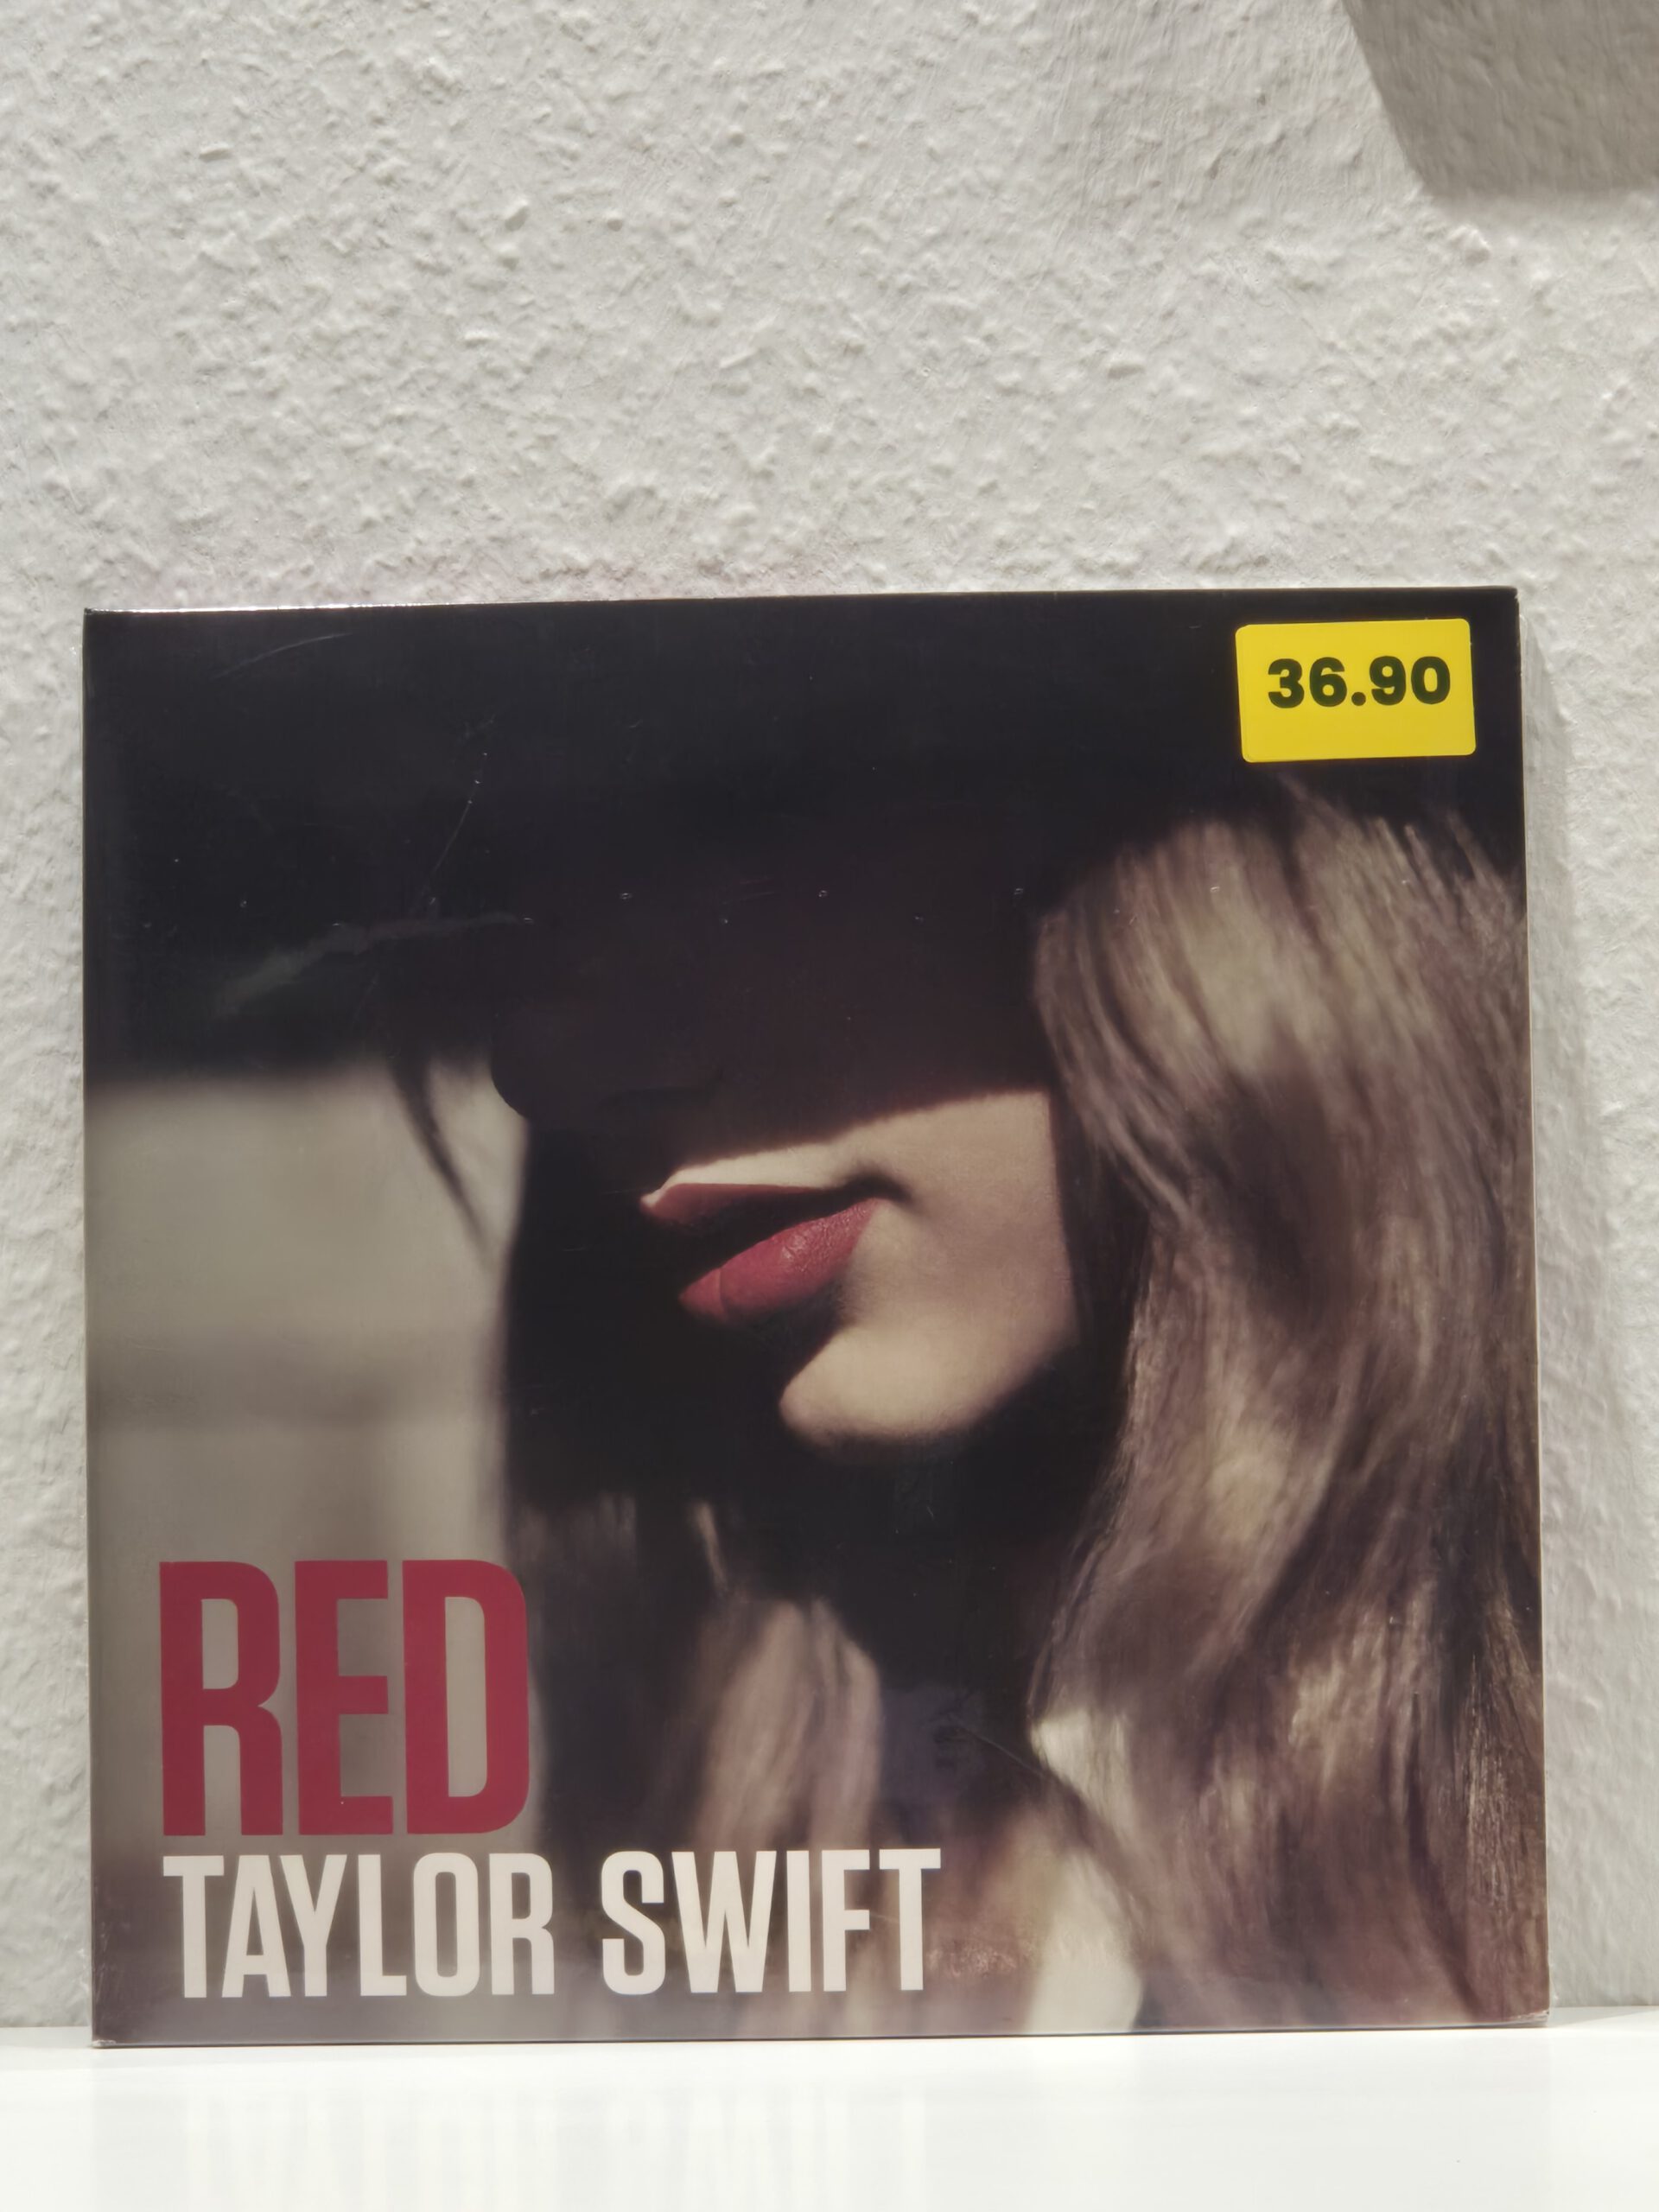 36.90
RED
TAYLOR SWIFT